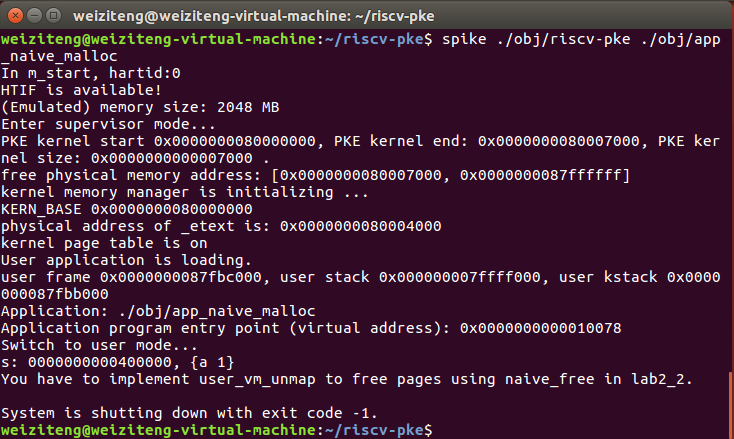 weiziteng@weiziteng-virtual-machine: ~/riscv-pke
weiziteng@weiziteng-virtual-machine:~/riscv-pke$ spike ./obj/riscv-pke ./obj/app
_naive_malloc
In m_start, hartid:0
HTIF is available!
(Emulated) memory size: 2048 MB
Enter supervisor mode...
PKE kernel start 0x0000000080000000, PKE kernel end: 0x0000000080007000, PKE ker
nel size: 0x0000000000007000 .
free physical memory address: [0x0000000080007000, 0x0000000087ffffff]
kernel memory manager is initializing ...
KERN_BASE 0x0000000080000000
physical address of _etext is: 0x0000000080004000
kernel page table is on
User application is loading.
user frame 0x0000000087fbc000, user stack 0x000000007ffff000, user kstack 0x0000
000087fbb000
Application: ./obj/app_naive_malloc
Application program entry point (virtual address): 0x0000000000010078
Switch to user mode...
s: 0000000000400000, {a 1}
You have to implement user_vm_unmap to free pages using naive_free in lab2_2.
System is shutting down with exit code -1.
weiziteng@weiziteng-virtual-machine:~/riscv-pke$